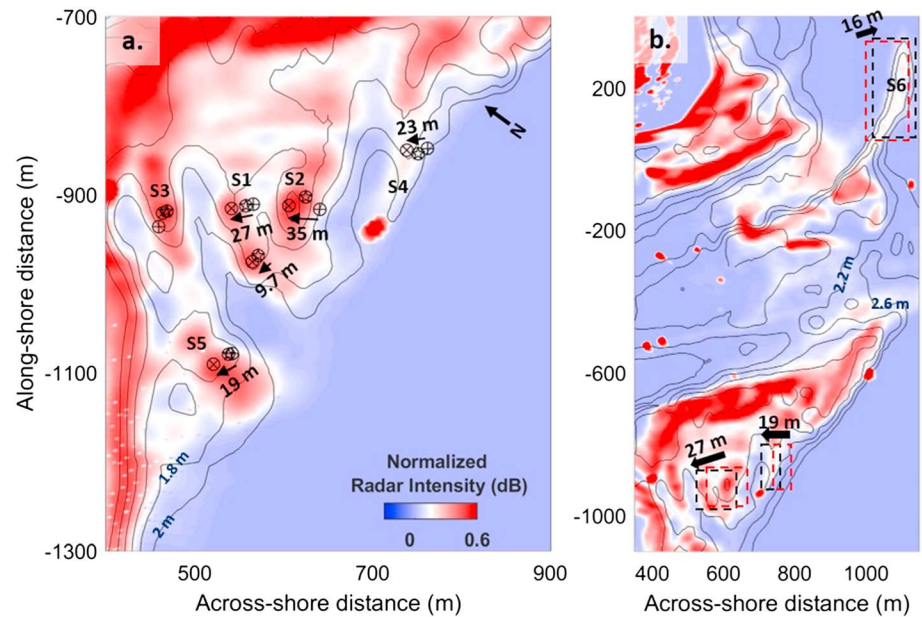 a.
b.
-700
-900
-1100
-1300
500
700
900
Along-shore distance (m)
Across-shore distance (m)
S3
S1
S2
S4
S5
23 m
27 m
35 m
9.7 m
19 m
N
1.8 m
2 m
Normalized
Radar Intensity (dB)
0
0.6
16 m
S6
200
-200
-600
-1000
2.2 m
2.6 m
27 m
19 m
400
600
800
1000
Across-shore distance (m)